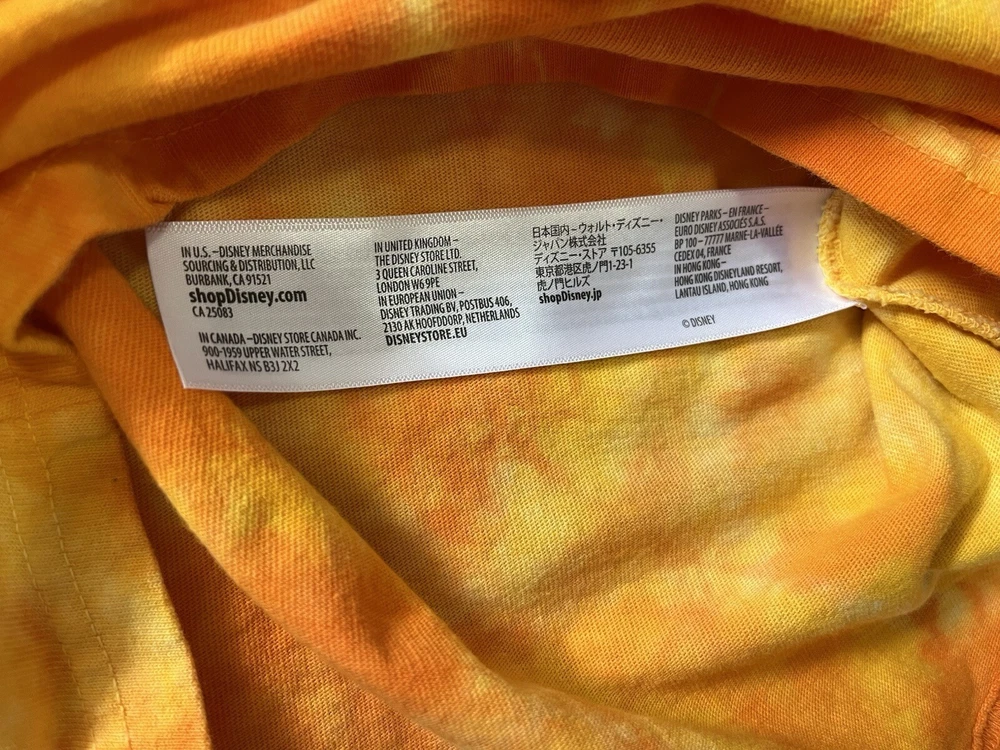 IN U.S. –DISNEY MERCHANDISE
SOURCING & DISTRIBUTION, LLC
BURBANK, CA 91521
shopDisney.com
CA 25083
IN CANADA –DISNEY STORE CANADA INC.
900-1959 UPPER WATER STREET,
HALIFAX NS B3J 2X2
IN UNITED KINGDOM –
THE DISNEY STORE LTD.
3 QUEEN CAROLINE STREET,
LONDON W6 9PE
IN EUROPEAN UNION –
DISNEY TRADING BV, POSTBUS 406,
2130 AK HOOFDDORP, NETHERLANDS
DISNEYSTORE.EU
日本国内 – ウォルト・ディズニー・
ジャパン株式会社
ディズニー・ストア 〒105-6355
東京都港区虎ノ門1-23-1
虎ノ門ヒルズ
shopDisney.jp
DISNEY PARKS – EN FRANCE –
EURO DISNEY ASSOCIÉS S.A.S.
BP 100 – 77777 MARNE-LA-VALLÉE
CEDEX 04, FRANCE
IN HONG KONG –
HONG KONG DISNEYLAND RESORT,
LANTAU ISLAND, HONG KONG
© DISNEY